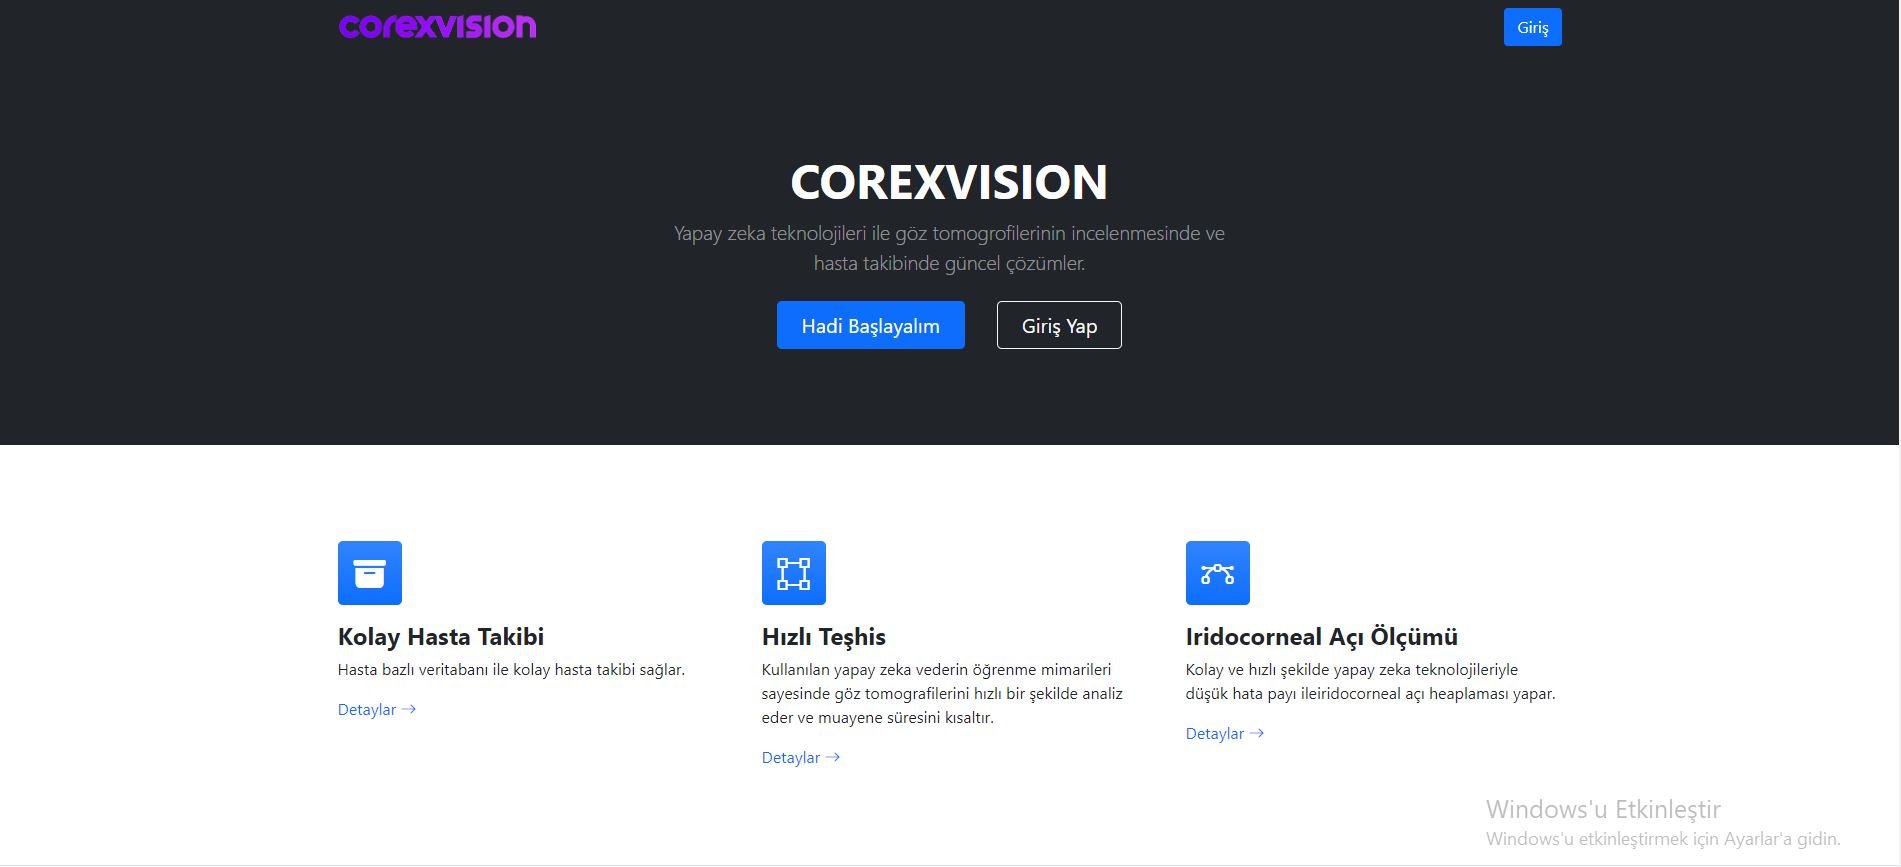 corexvision
Giriş
COREXVISION
Yapay zeka teknolojileri ile göz tomogrofilerinin incelenmesinde ve
hasta takibinde güncel çözümler.
Hadi Başlayalım
Giriş Yap
Kolay Hasta Takibi
Hasta bazlı veritabanı ile kolay hasta takibi sağlar.
Detaylar →
Hızlı Teşhis
Kullanılan yapay zeka vederin öğrenme mimarileri
sayesinde göz tomografilerini hızlı bir şekilde analiz
eder ve muayene süresini kısaltır.
Detaylar →
Iridocorneal Açı Ölçümü
Kolay ve hızlı şekilde yapay zeka teknolojileriyle
düşük hata payı ileiridocorneal açı heaplaması yapar.
Detaylar →
Windows'u Etkinleştir
Windows'u etkinleştirmek için Ayarlar'a gidin.